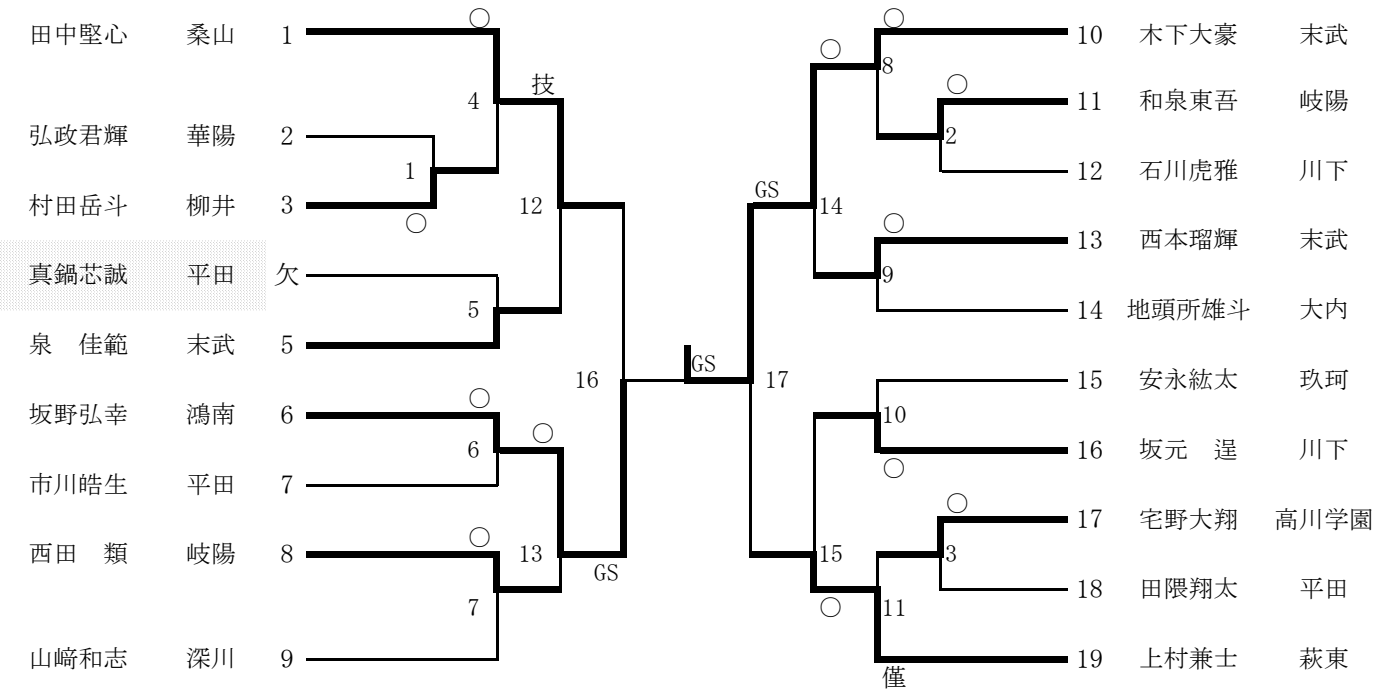 田中堅心 桑山 1
弘政君輝 華陽 2
村田岳斗 柳井 3
真鍋芯誠 平田 欠
泉 佳範 末武 5
坂野弘幸 鴻南 6
市川皓生 平田 7
西田 類 岐陽 8
山﨑和志 深川 9
○
4
技
1
○
12
5
16
○
6
○
○
13
7
GS
GS
17
GS
○
○
8
○
2
14
○
9
10
○
○
3
15
○
11
僅
10 木下大豪 末武
11 和泉東吾 岐陽
12 石川虎雅 川下
13 西本瑠輝 末武
14 地頭所雄斗 大内
15 安永紘太 玖珂
16 坂元 逞 川下
17 宅野大翔 高川学園
18 田隈翔太 平田
19 上村兼士 萩東